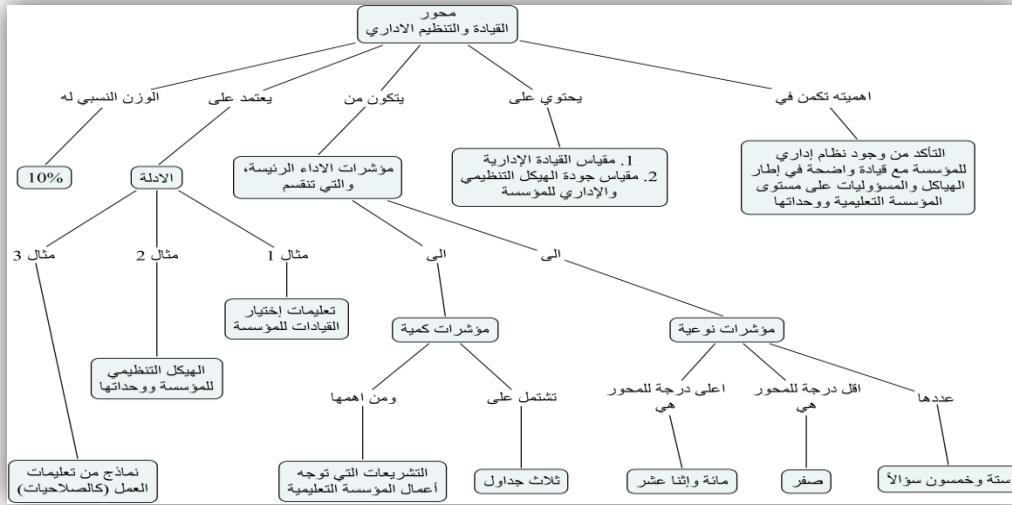 محور
القيادة والتنظيم الاداري
اهميته تكمن في
يحتوي على
يتكون من
يعتمد على
الوزن النسبي له
التأكد من وجود نظام إداري
للمؤسسة مع قيادة واضحة في إطار
الهياكل والمسؤوليات على مستوى
المؤسسة التعليمية ووحداتها
1. مقياس القيادة الإدارية
2. مقياس جودة الهيكل التنظيمي
والإداري للمؤسسة
مؤشرات الاداء الرئيسة،
والتي تنقسم
الادلة
10%
الى
الى
مثال 1
مثال 2
مثال 3
تعليمات إختيار
القيادات للمؤسسة
مؤشرات نوعية
مؤشرات كمية
الهيكل التنظيمي
للمؤسسة ووحداتها
عددها
اقل درجة للمحور
هي
اعلى درجة للمحور
هي
تشتمل على
ومن اهمها
ستة وخمسون سؤالاً
صفر
مائة وإثنا عشر
ثلاث جداول
التشريعات التي توجه
أعمال المؤسسة التعليمية
نماذج من تعليمات
العمل (كالصلاحيات)